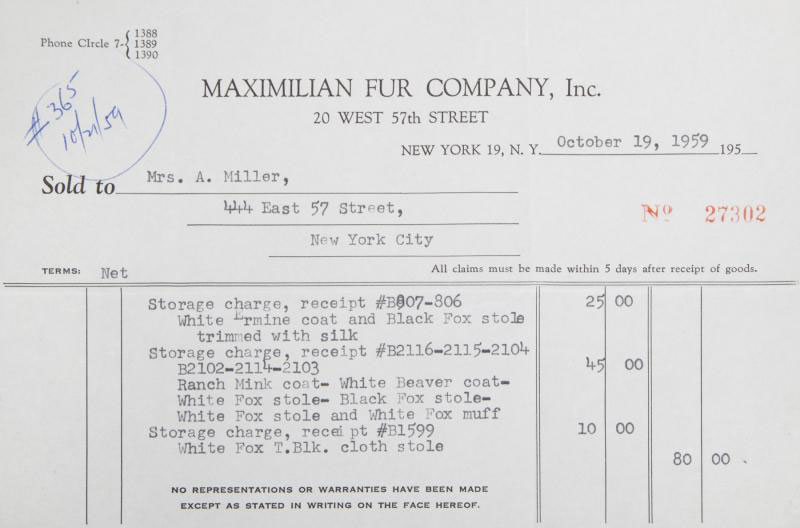 Phone CIrcle 7-{ 1388
1389
1390
#365
10/21/59
MAXIMILIAN FUR COMPANY, Inc.
20 WEST 57th STREET
NEW YORK 19, N. Y. October 19, 1959 195
Sold to Mrs. A. Miller,
444 East 57 Street,
New York City
No 27302
TERMS: Net All claims must be made within 5 days after receipt of goods.
Storage charge, receipt #B807-806 25 00
White Ermine coat and Black Fox stole
trimmed with silk
Storage charge, receipt #B2116-2115-2104
B2102-2114-2103 45 00
Ranch Mink coat- White Beaver coat-
White Fox stole- Black Fox stole-
White Fox stole and White Fox muff
Storage charge, receipt #B1599 10 00
White Fox T.Blk. cloth stole
80 00
NO REPRESENTATIONS OR WARRANTIES HAVE BEEN MADE
EXCEPT AS STATED IN WRITING ON THE FACE HEREOF.